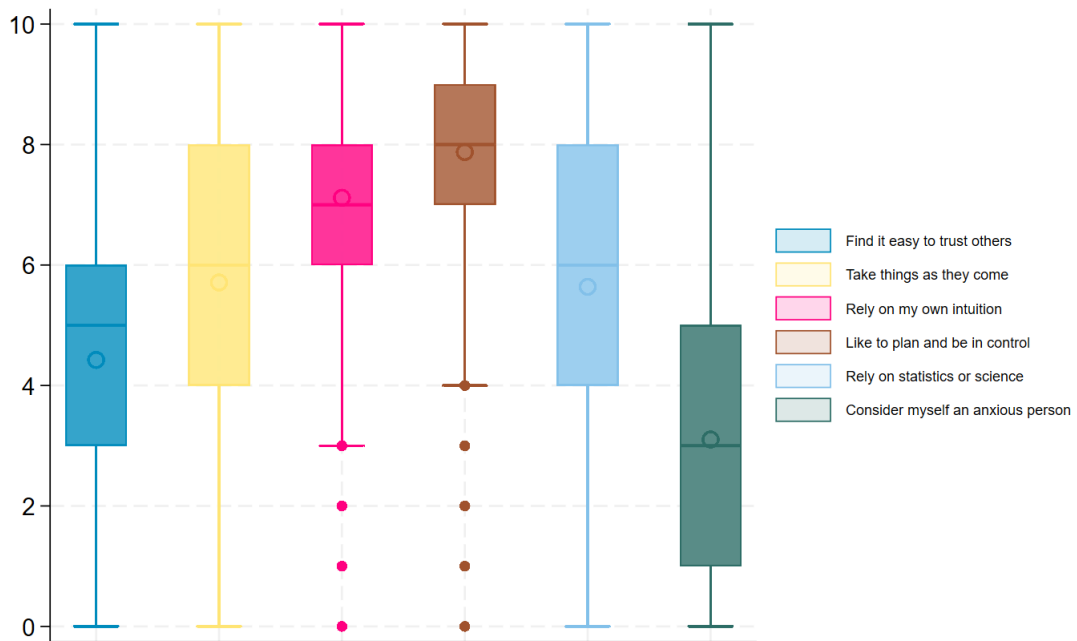 10
8
6
4
2
0
Find it easy to trust others
Take things as they come
Rely on my own intuition
Like to plan and be in control
Rely on statistics or science
Consider myself an anxious person